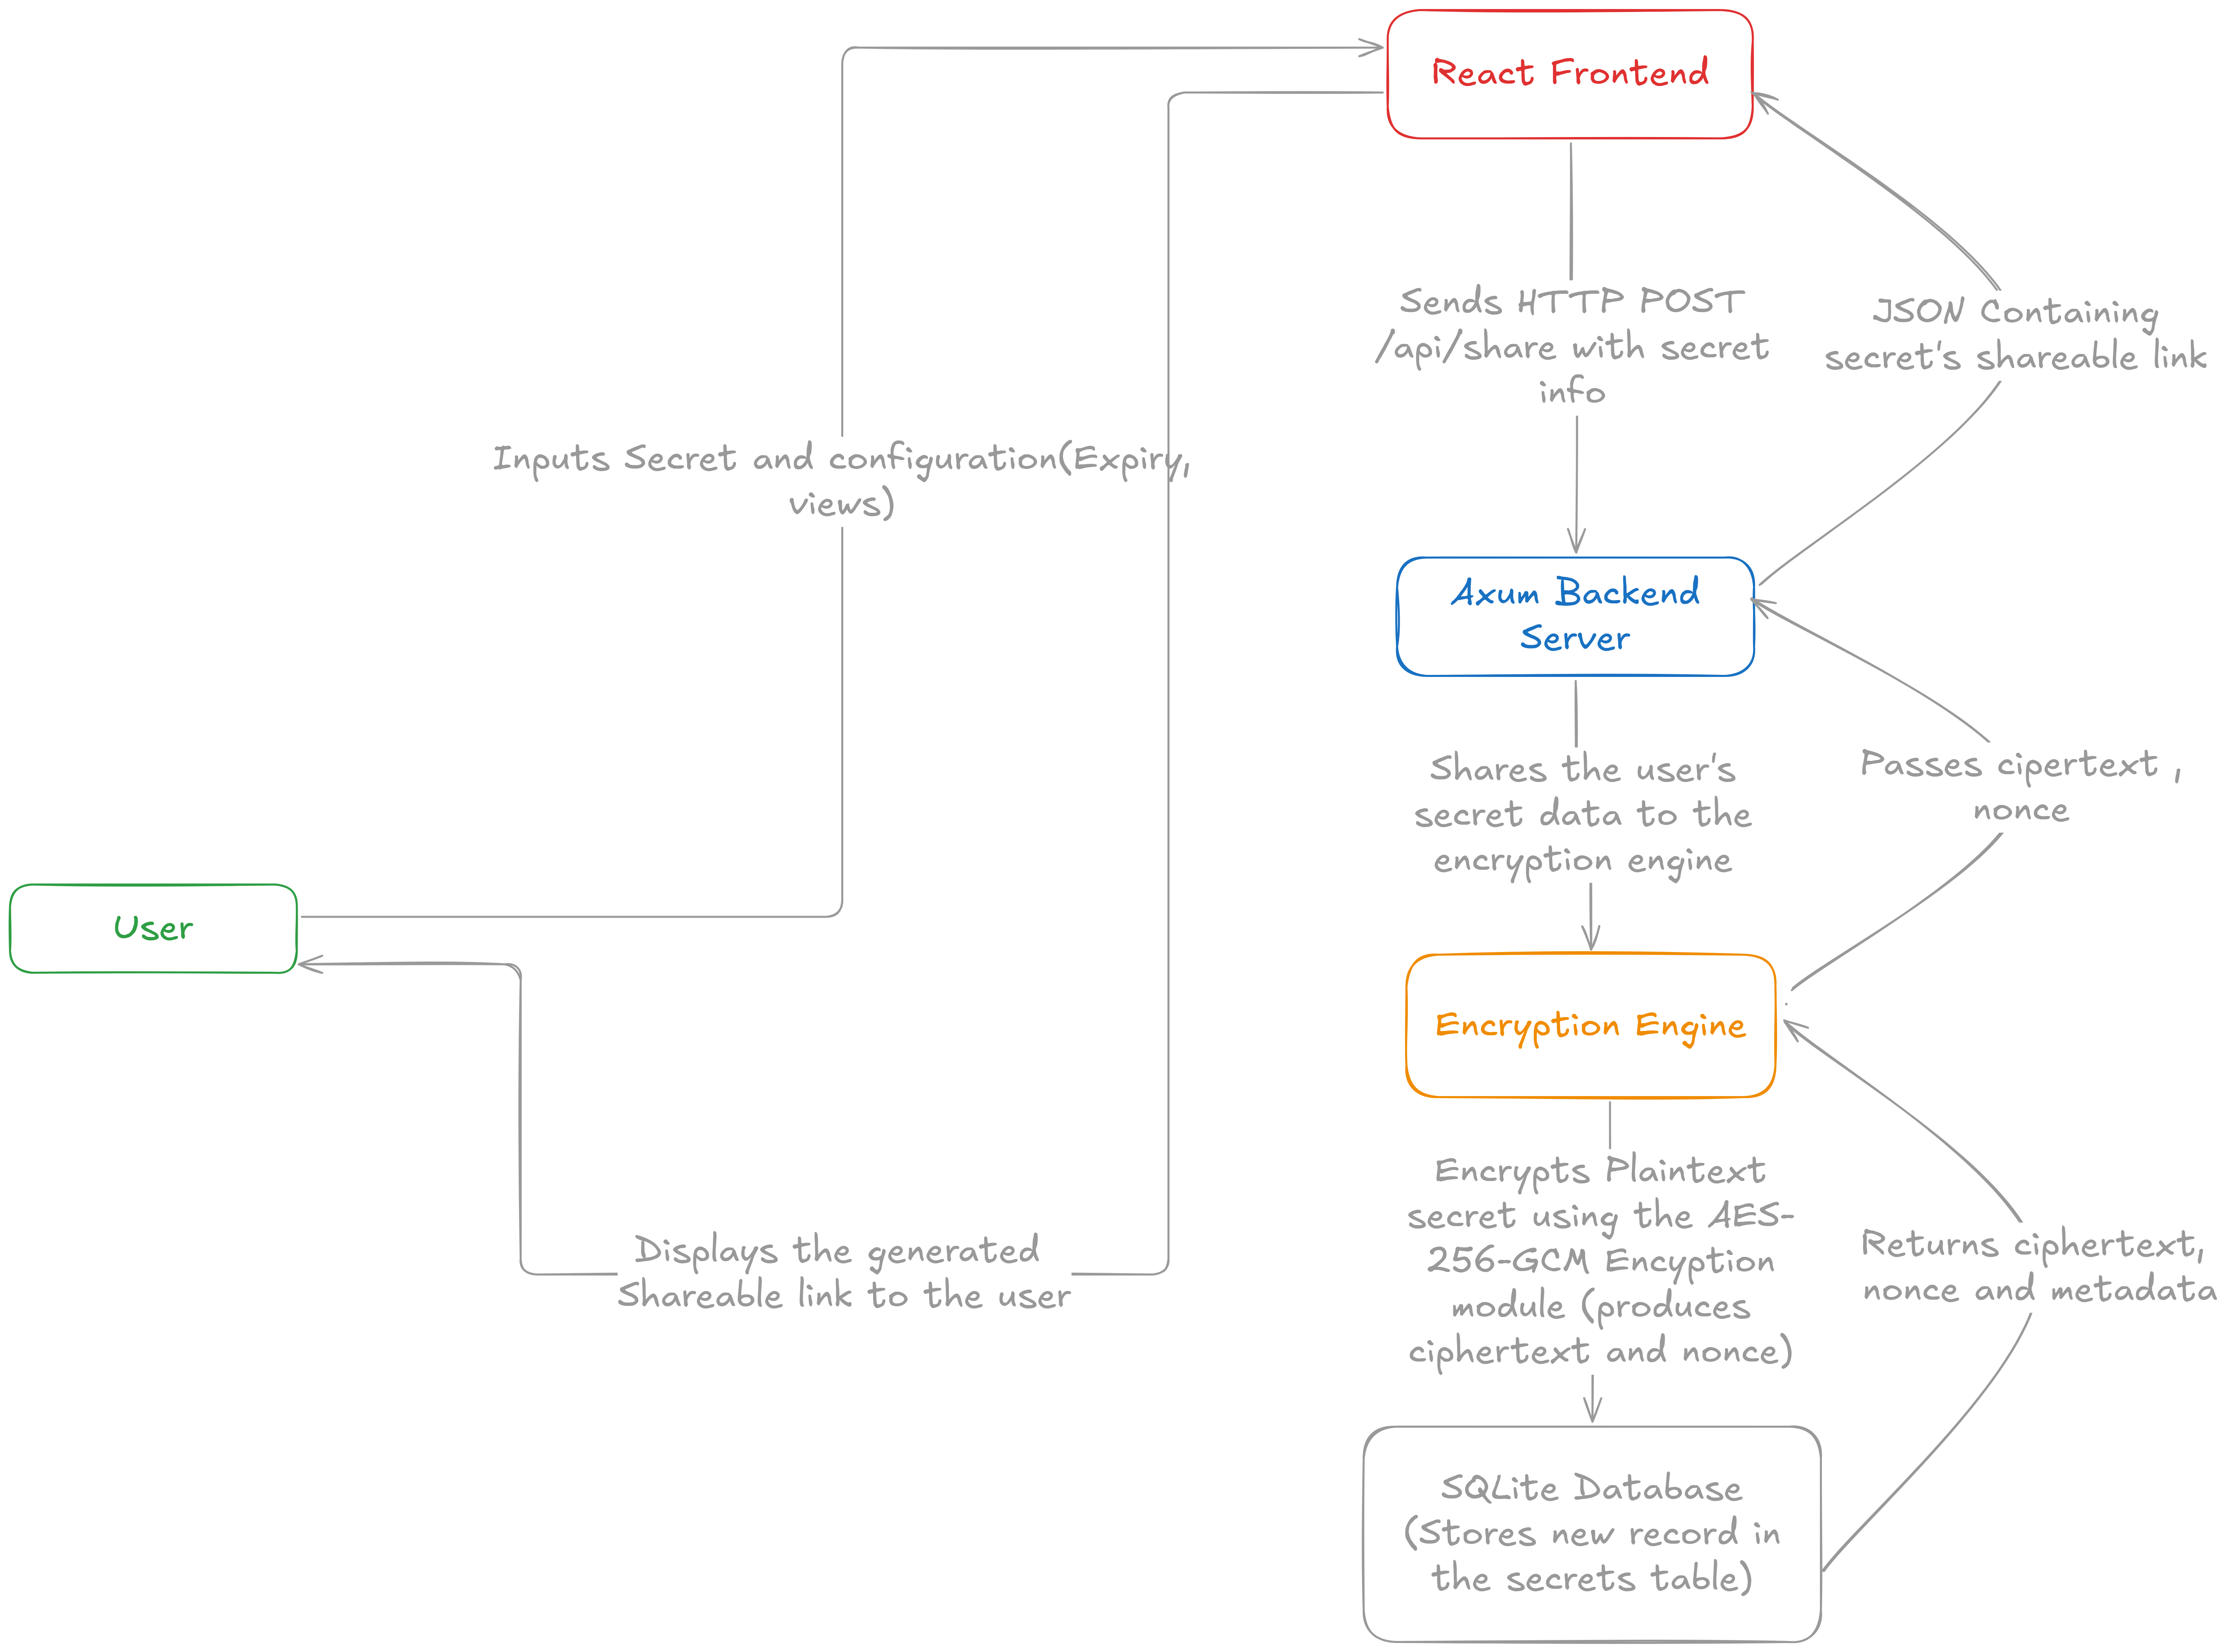 React Frontend
Sends HTTP POST
/api/share with secret
info
JSON Containing
secret's shareable link
Inputs Secret and configuration(Expiry,
views)
Axum Backend
Server
Shares the user's
secret data to the
encryption engine
Passes cipertext ,
nonce
User
Encryption Engine
Encrypts Plaintext
secret using the AES-
256-GCM Encyption
module (produces
ciphertext and nonce)
Returns ciphertext,
nonce and metadata
Displays the generated
Shareable link to the user
SQLite Database
(Stores new record in
the secrets table)